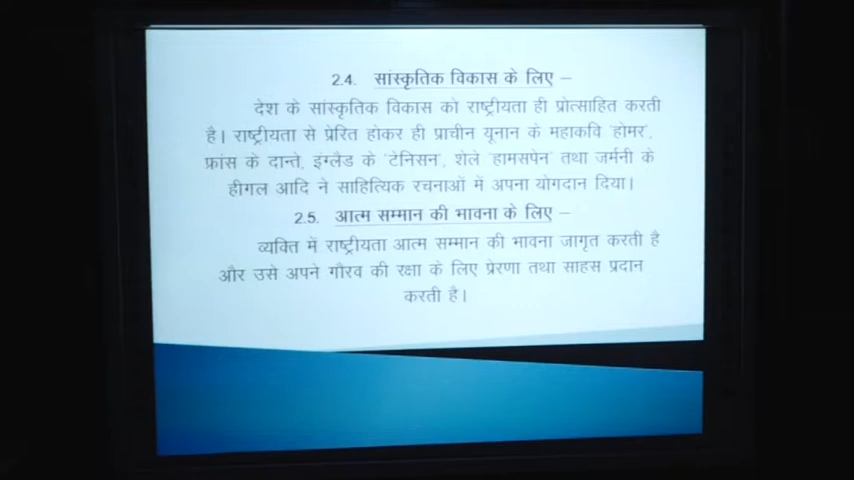 2.4. सांस्कृतिक विकास के लिए –
देश के सांस्कृतिक विकास को राष्ट्रीयता ही प्रोत्साहित करती
है। राष्ट्रीयता से प्रेरित होकर ही प्राचीन यूनान के महाकवि 'होमर',
फ्रांस के दान्ते, इंग्लैड के 'टेनिसन', शेले 'हामसपेन' तथा जर्मनी के
हीगल आदि ने साहित्यिक रचनाओं में अपना योगदान दिया।
2.5. आत्म सम्मान की भावना के लिए –
व्यक्ति में राष्ट्रीयता आत्म सम्मान की भावना जागृत करती है
और उसे अपने गौरव की रक्षा के लिए प्रेरणा तथा साहस प्रदान
करती है।